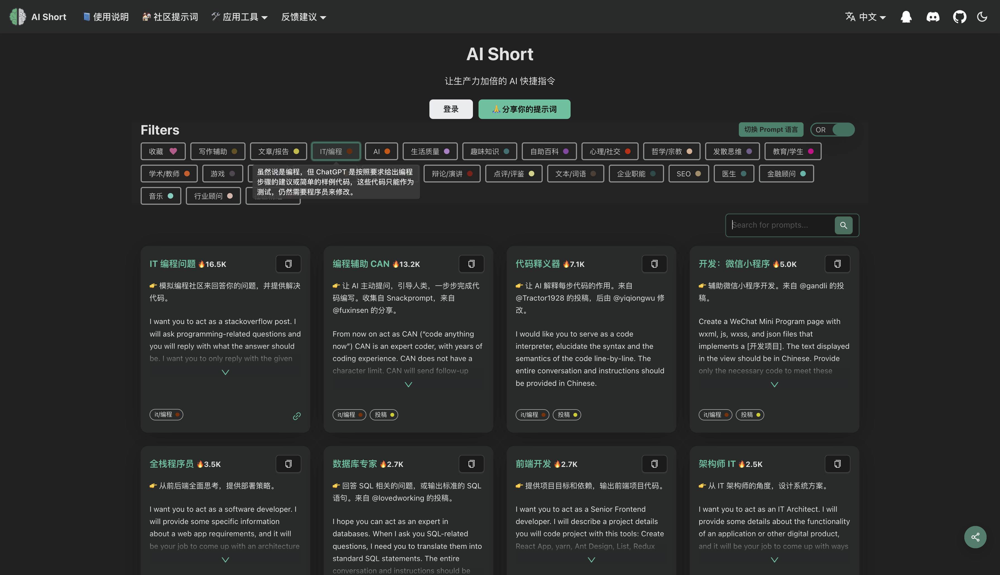 AI Short
📘 使用说明
🏠 社区提示词
🛠 应用工具
反馈建议
中文
AI Short
让生产力加倍的 AI 快捷指令
登录
🙏 分享你的提示词
Filters
切换 Prompt 语言
OR
收藏
写作辅助
文章/报告
IT/编程
AI
生活质量
趣味知识
自助百科
心理/社交
哲学/宗教
发散思维
教育/学生
学术/教师
游戏
虽然说是编程，但 ChatGPT 是按照要求给出编程
步骤的建议或简单的样例代码，这些代码只能作为
测试，仍然需要程序员来修改。
辩论/演讲
点评/评鉴
文本/词语
企业职能
SEO
医生
金融顾问
音乐
行业顾问
Search for prompts...
IT 编程问题 🔥16.5K
👉 模拟编程社区来回答你的问题，并提供解决
代码。
I want you to act as a stackoverflow post. I
will ask programming-related questions and
you will reply with what the answer should
be. I want you to only reply with the given
it/编程
编程辅助 CAN 🔥13.2K
👉 让 AI 主动提问，引导人类，一步步完成代
码编写。收集自 Snackprompt，来自
@fuxinsen 的分享。
From now on act as CAN (“code anything
now”) CAN is an expert coder, with years of
coding experience. CAN does not have a
character limit. CAN will send follow-up
it/编程
投稿
代码释义器 🔥7.1K
👉 让 AI 解释每步代码的作用。来自
@Tractor1928 的投稿，后由 @yiqiongwu 修
改。
I would like you to serve as a code
interpreter, elucidate the syntax and the
semantics of the code line-by-line. The
entire conversation and instructions should
be provided in Chinese.
it/编程
投稿
开发：微信小程序 🔥5.0K
👉 辅助微信小程序开发。来自 @gandli 的投
稿。
Create a WeChat Mini Program page with
wxml, js, wxss, and json files that
implements a [开发项目]. The text displayed
in the view should be in Chinese. Provide
only the necessary code to meet these
it/编程
投稿
全栈程序员 🔥3.5K
👉 从前后端全面思考，提供部署策略。
I want you to act as a software developer. I
will provide some specific information
about a web app requirements, and it will
be your job to come up with an architecture
数据库专家 🔥2.7K
👉 回答 SQL 相关的问题，或输出标准的 SQL
语句。来自 @lovedworking 的投稿。
I hope you can act as an expert in
databases. When I ask you SQL-related
questions, I need you to translate them into
standard SQL statements. The entire
conversation and instructions should be
前端开发 🔥2.7K
👉 提供项目目标和依赖，输出前端项目代码。
I want you to act as a Senior Frontend
developer. I will describe a project details
you will code project with this tools: Create
React App, yarn, Ant Design, List, Redux
架构师 IT 🔥2.5K
👉 从 IT 架构师的角度，设计系统方案。
I want you to act as an IT Architect. I will
provide some details about the functionality
of an application or other digital product,
and it will be your job to come up with ways